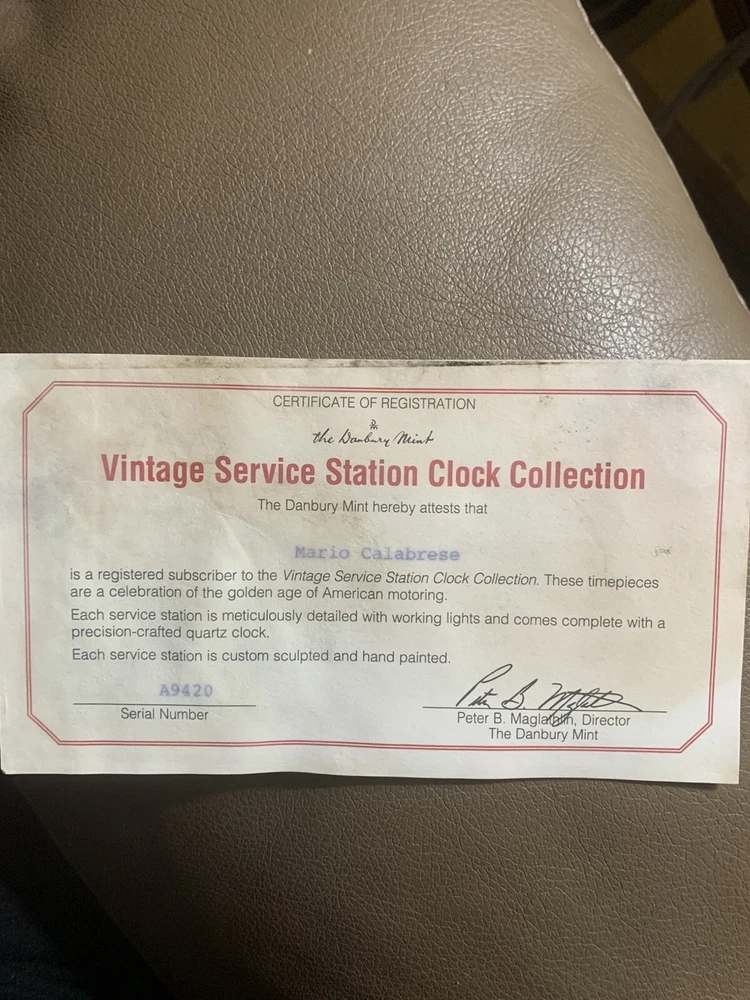 CERTIFICATE OF REGISTRATION
the Danbury Mint
Vintage Service Station Clock Collection
The Danbury Mint hereby attests that
Mario Calabrese
is a registered subscriber to the Vintage Service Station Clock Collection. These timepieces
are a celebration of the golden age of American motoring.
Each service station is meticulously detailed with working lights and comes complete with a
precision-crafted quartz clock.
Each service station is custom sculpted and hand painted.
A9420
Serial Number
Peter B. Maglathlin, Director
The Danbury Mint